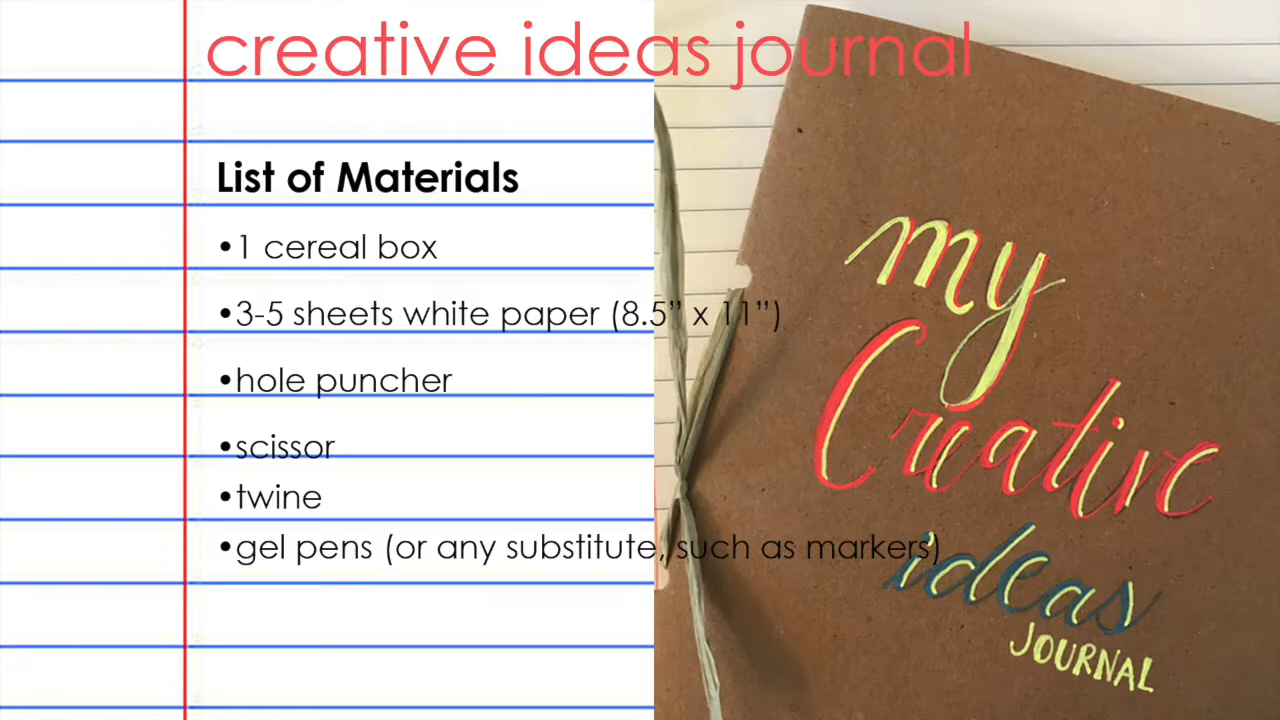 creative ideas journal
List of Materials
•1 cereal box
•3-5 sheets white paper (8.5” x 11”)
•hole puncher
•scissor
•twine
•gel pens (or any substitute, such as markers)
my
Creative
ideas
JOURNAL